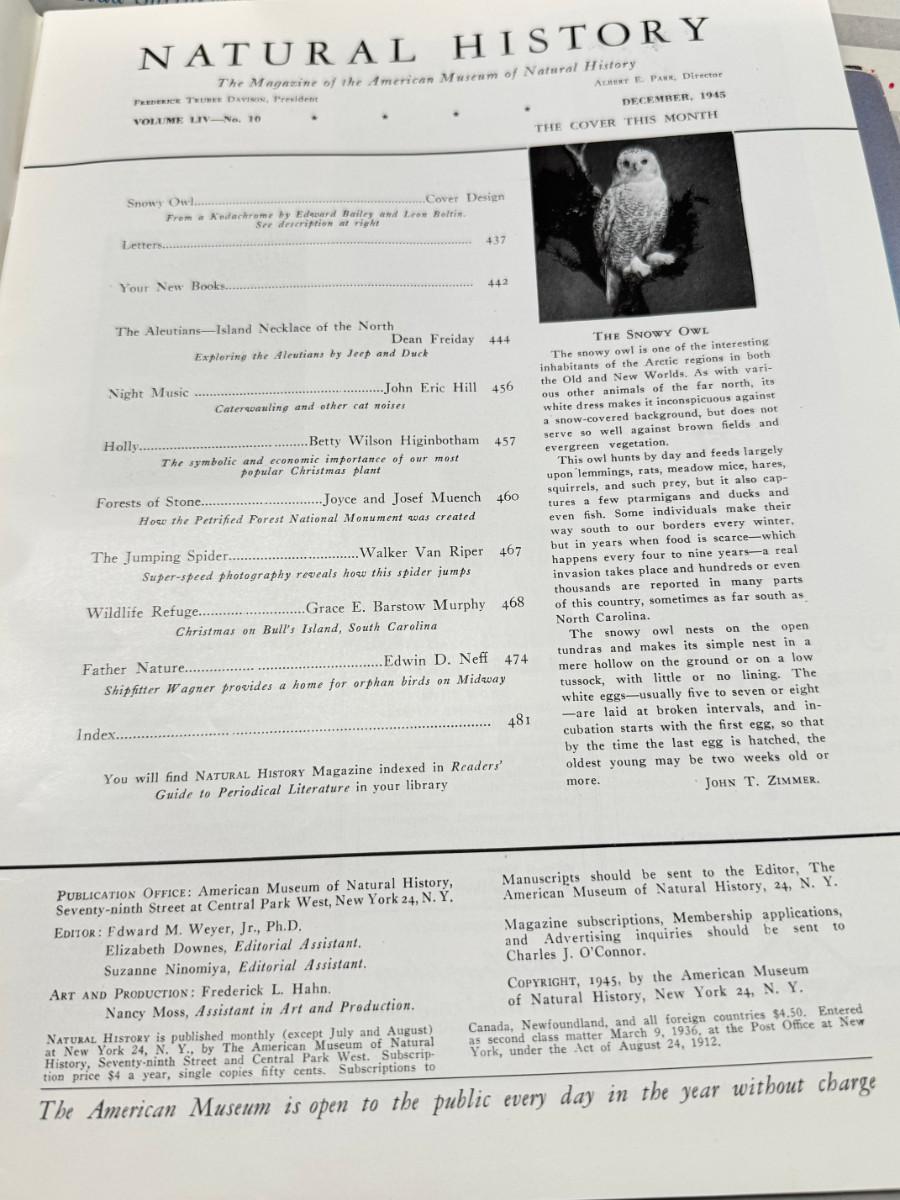 NATURAL HISTORY
The Magazine of the American Museum of Natural History
FREDERICK TRUBEE DAVISON, President
ALBERT E. PARR, Director
VOLUME LIV—No. 10
* * * *
DECEMBER, 1945
THE COVER THIS MONTH
Snowy Owl........................................................Cover Design
From a Kodachrome by Edward Bailey and Leon Boltin.
See description at right
Letters.......................................................................... 437
Your New Books............................................................ 442
The Aleutians—Island Necklace of the North
Dean Freiday 444
Exploring the Aleutians by Jeep and Duck
Night Music ..............................................John Eric Hill 456
Caterwauling and other cat noises
Holly.........................................Betty Wilson Higinbotham 457
The symbolic and economic importance of our most
popular Christmas plant
Forests of Stone.............................Joyce and Josef Muench 460
How the Petrified Forest National Monument was created
The Jumping Spider................................Walker Van Riper 467
Super-speed photography reveals how this spider jumps
Wildlife Refuge..........................Grace E. Barstow Murphy 468
Christmas on Bull's Island, South Carolina
Father Nature...............................................Edwin D. Neff 474
Shipfitter Wagner provides a home for orphan birds on Midway
Index........................................................................................ 481
You will find NATURAL HISTORY Magazine indexed in Readers'
Guide to Periodical Literature in your library
THE SNOWY OWL
The snowy owl is one of the interesting
inhabitants of the Arctic regions in both
the Old and New Worlds. As with vari-
ous other animals of the far north, its
white dress makes it inconspicuous against
a snow-covered background, but does not
serve so well against brown fields and
evergreen vegetation.
This owl hunts by day and feeds largely
upon lemmings, rats, meadow mice, hares,
squirrels, and such prey, but it also cap-
tures a few ptarmigans and ducks and
even fish. Some individuals make their
way south to our borders every winter,
but in years when food is scarce—which
happens every four to nine years—a real
invasion takes place and hundreds or even
thousands are reported in many parts
of this country, sometimes as far south as
North Carolina.
The snowy owl nests on the open
tundras and makes its simple nest in a
mere hollow on the ground or on a low
tussock, with little or no lining. The
white eggs—usually five to seven or eight
—are laid at broken intervals, and in-
cubation starts with the first egg, so that
by the time the last egg is hatched, the
oldest young may be two weeks old or
more.
JOHN T. ZIMMER.
PUBLICATION OFFICE: American Museum of Natural History,
Seventy-ninth Street at Central Park West, New York 24, N. Y.
EDITOR: Edward M. Weyer, Jr., Ph.D.
Elizabeth Downes, Editorial Assistant.
Suzanne Ninomiya, Editorial Assistant.
ART AND PRODUCTION: Frederick L. Hahn.
Nancy Moss, Assistant in Art and Production.
NATURAL HISTORY is published monthly (except July and August)
at New York 24, N. Y., by The American Museum of Natural
History, Seventy-ninth Street and Central Park West. Subscrip-
tion price $4 a year, single copies fifty cents. Subscriptions to
Manuscripts should be sent to the Editor, The
American Museum of Natural History, 24, N. Y.
Magazine subscriptions, Membership applications,
and Advertising inquiries should be sent to
Charles J. O'Connor.
COPYRIGHT, 1945, by the American Museum
of Natural History, New York 24, N. Y.
Canada, Newfoundland, and all foreign countries $4.50. Entered
as second class matter March 9, 1936, at the Post Office at New
York, under the Act of August 24, 1912.
The American Museum is open to the public every day in the year without charge